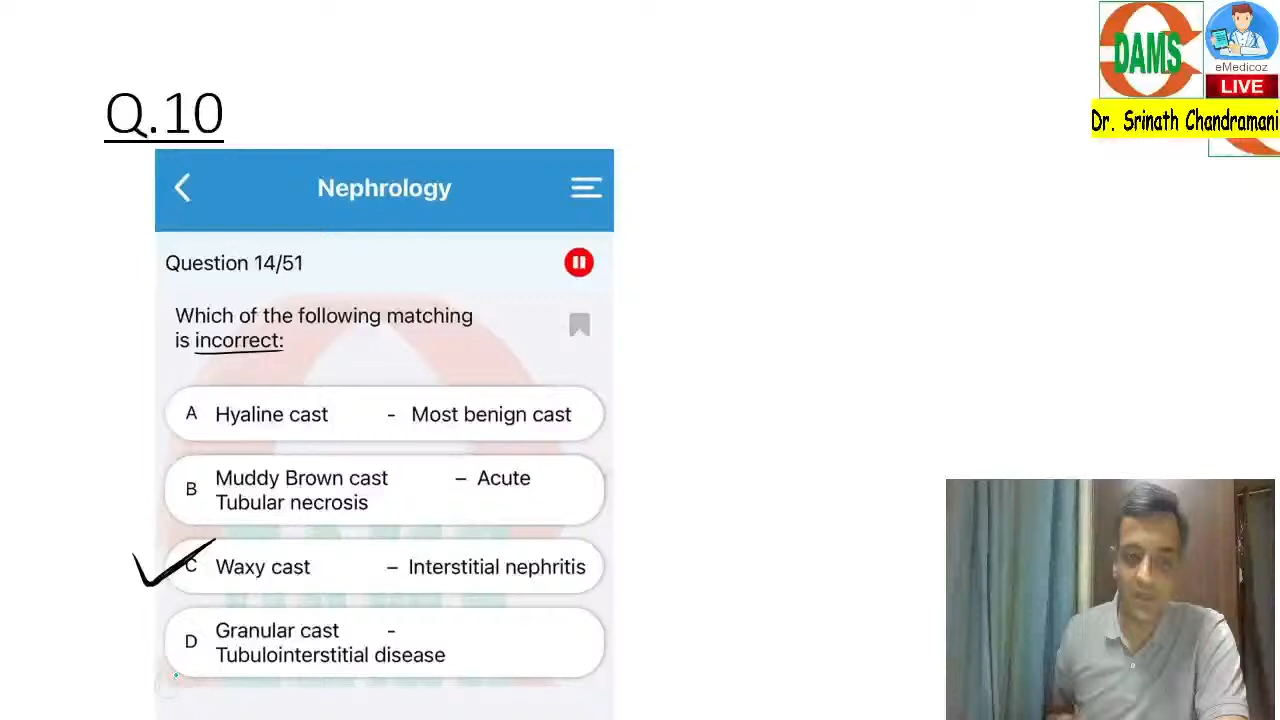 DAMS
eMedicoz
LIVE
Dr. Srinath Chandramani
Q.10
Nephrology
Question 14/51
Which of the following matching
is incorrect:
A Hyaline cast - Most benign cast
B Muddy Brown cast – Acute
Tubular necrosis
C Waxy cast – Interstitial nephritis
D Granular cast -
Tubulointerstitial disease